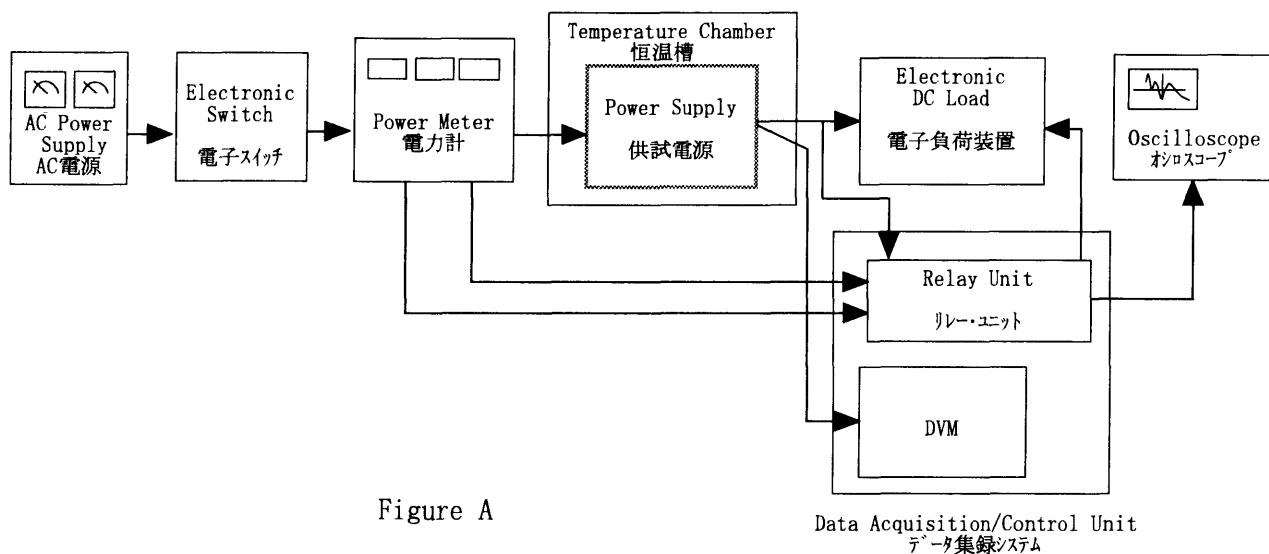 AC Power
Supply
AC電源
Electronic
Switch
電子スイッチ
Power Meter
電力計
Temperature Chamber
恒温槽
Power Supply
供試電源
Electronic
DC Load
電子負荷装置
Oscilloscope
オシロスコープ
Relay Unit
リレー・ユニット
DVM
Figure A
Data Acquisition/Control Unit
データ集録システム